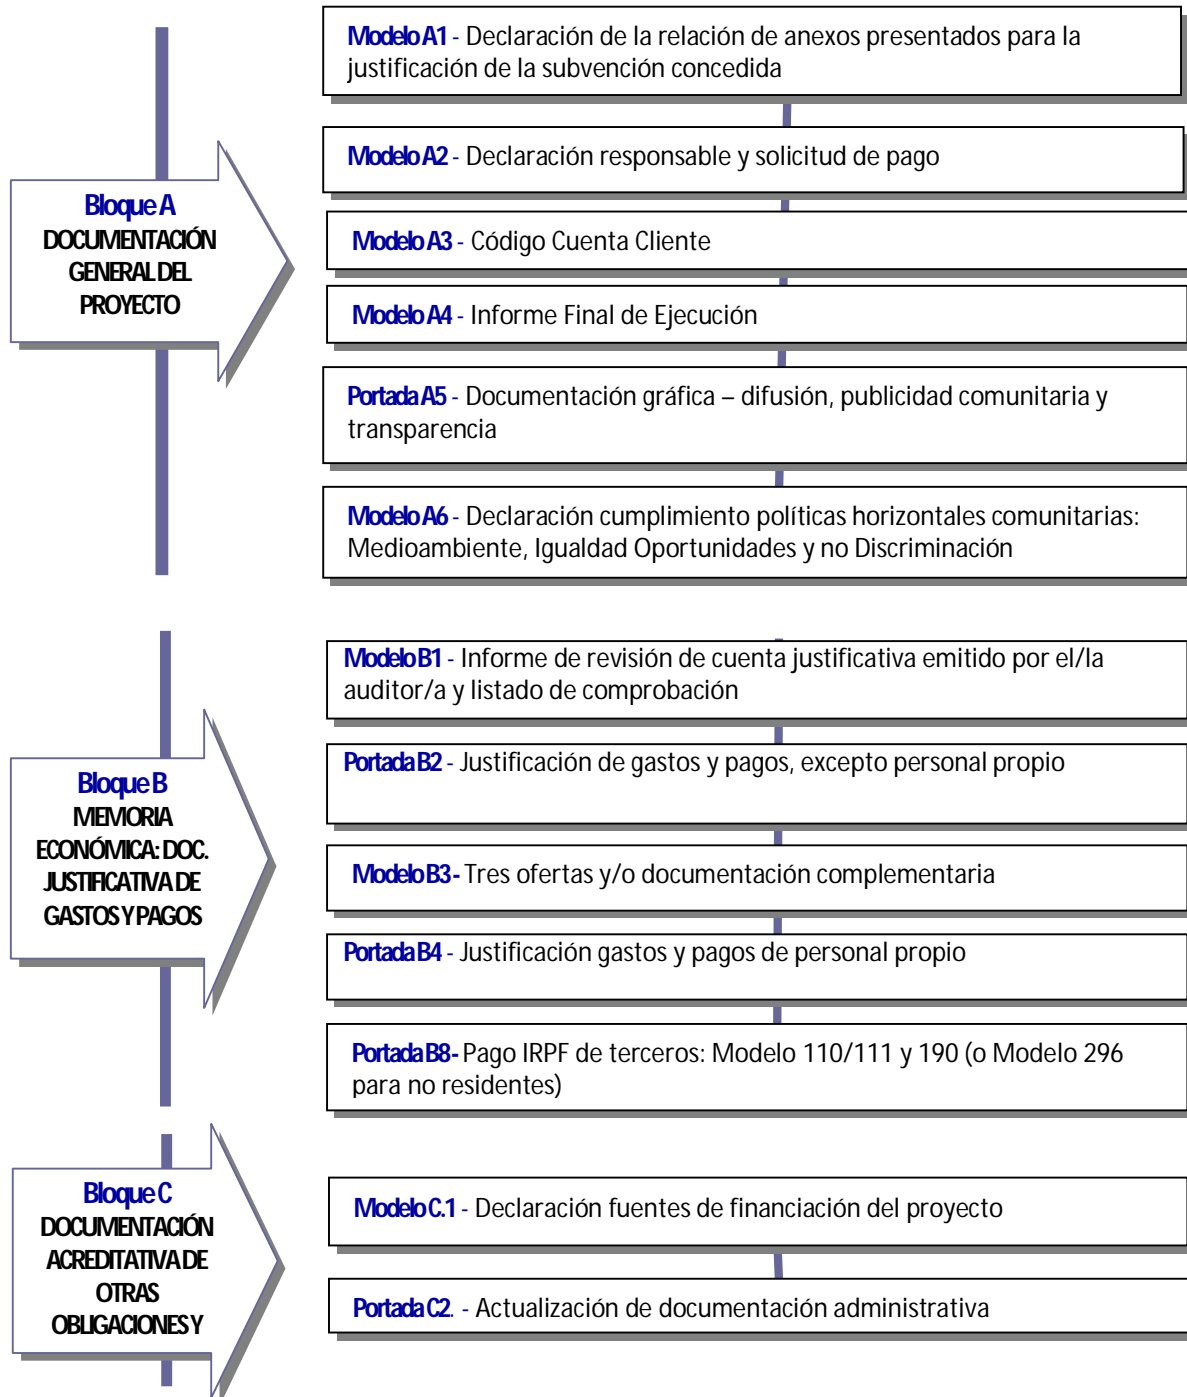 Modelo A1 - Declaración de la relación de anexos presentados para la
justificación de la subvención concedida
Modelo A2 - Declaración responsable y solicitud de pago
Bloque A
DOCUMENTACIÓN
GENERAL DEL
PROYECTO
Modelo A3 - Código Cuenta Cliente
Modelo A4 - Informe Final de Ejecución
Portada A5 - Documentación gráfica – difusión, publicidad comunitaria y
transparencia
Modelo A6 - Declaración cumplimiento políticas horizontales comunitarias:
Medioambiente, Igualdad Oportunidades y no Discriminación
Modelo B1 - Informe de revisión de cuenta justificativa emitido por el/la
auditor/a y listado de comprobación
Portada B2 - Justificación de gastos y pagos, excepto personal propio
Bloque B
MEMORIA
ECONÓMICA: DOC.
JUSTIFICATIVA DE
GASTOS Y PAGOS
Modelo B3- Tres ofertas y/o documentación complementaria
Portada B4 - Justificación gastos y pagos de personal propio
Portada B8- Pago IRPF de terceros: Modelo 110/111 y 190 (o Modelo 296
para no residentes)
Bloque C
DOCUMENTACIÓN
ACREDITATIVA DE
OTRAS
OBLIGACIONES Y
Modelo C.1 - Declaración fuentes de financiación del proyecto
Portada C2. - Actualización de documentación administrativa